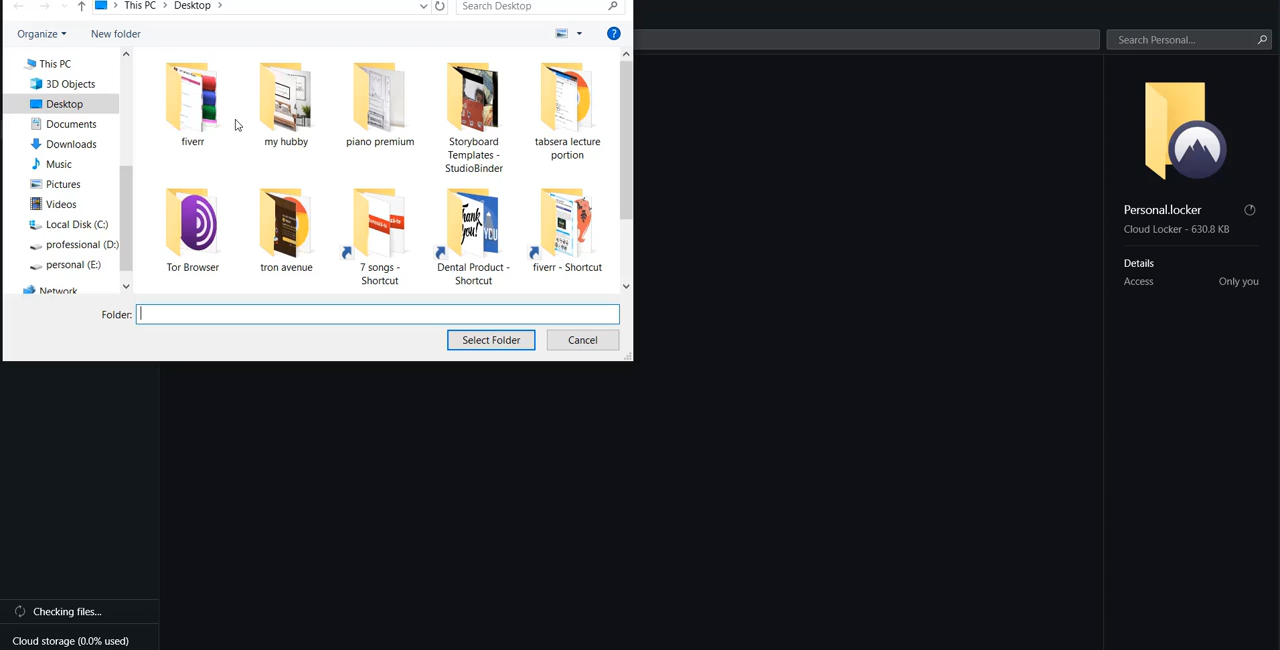 This PC > Desktop >
Search Desktop
Organize
New folder
?
This PC
3D Objects
Desktop
Documents
Downloads
Music
Pictures
Videos
Local Disk (C:)
professional (D:)
personal (E:)
Network
fiverr
my hubby
piano premium
Storyboard
Templates -
StudioBinder
tabsera lecture
portion
Tor Browser
tron avenue
7 songs -
Shortcut
Dental Product -
Shortcut
fiverr - Shortcut
Folder:
Select Folder
Cancel
Search Personal...
Personal.locker
Cloud Locker - 630.8 KB
Details
Access Only you
Checking files...
Cloud storage (0.0% used)